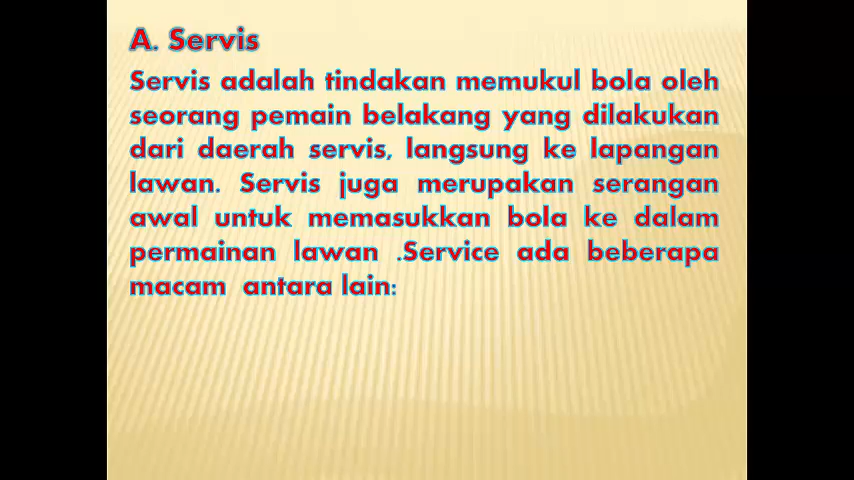 A. Servis
Servis adalah tindakan memukul bola oleh
seorang pemain belakang yang dilakukan
dari daerah servis, langsung ke lapangan
lawan. Servis juga merupakan serangan
awal untuk memasukkan bola ke dalam
permainan lawan .Service ada beberapa
macam antara lain: